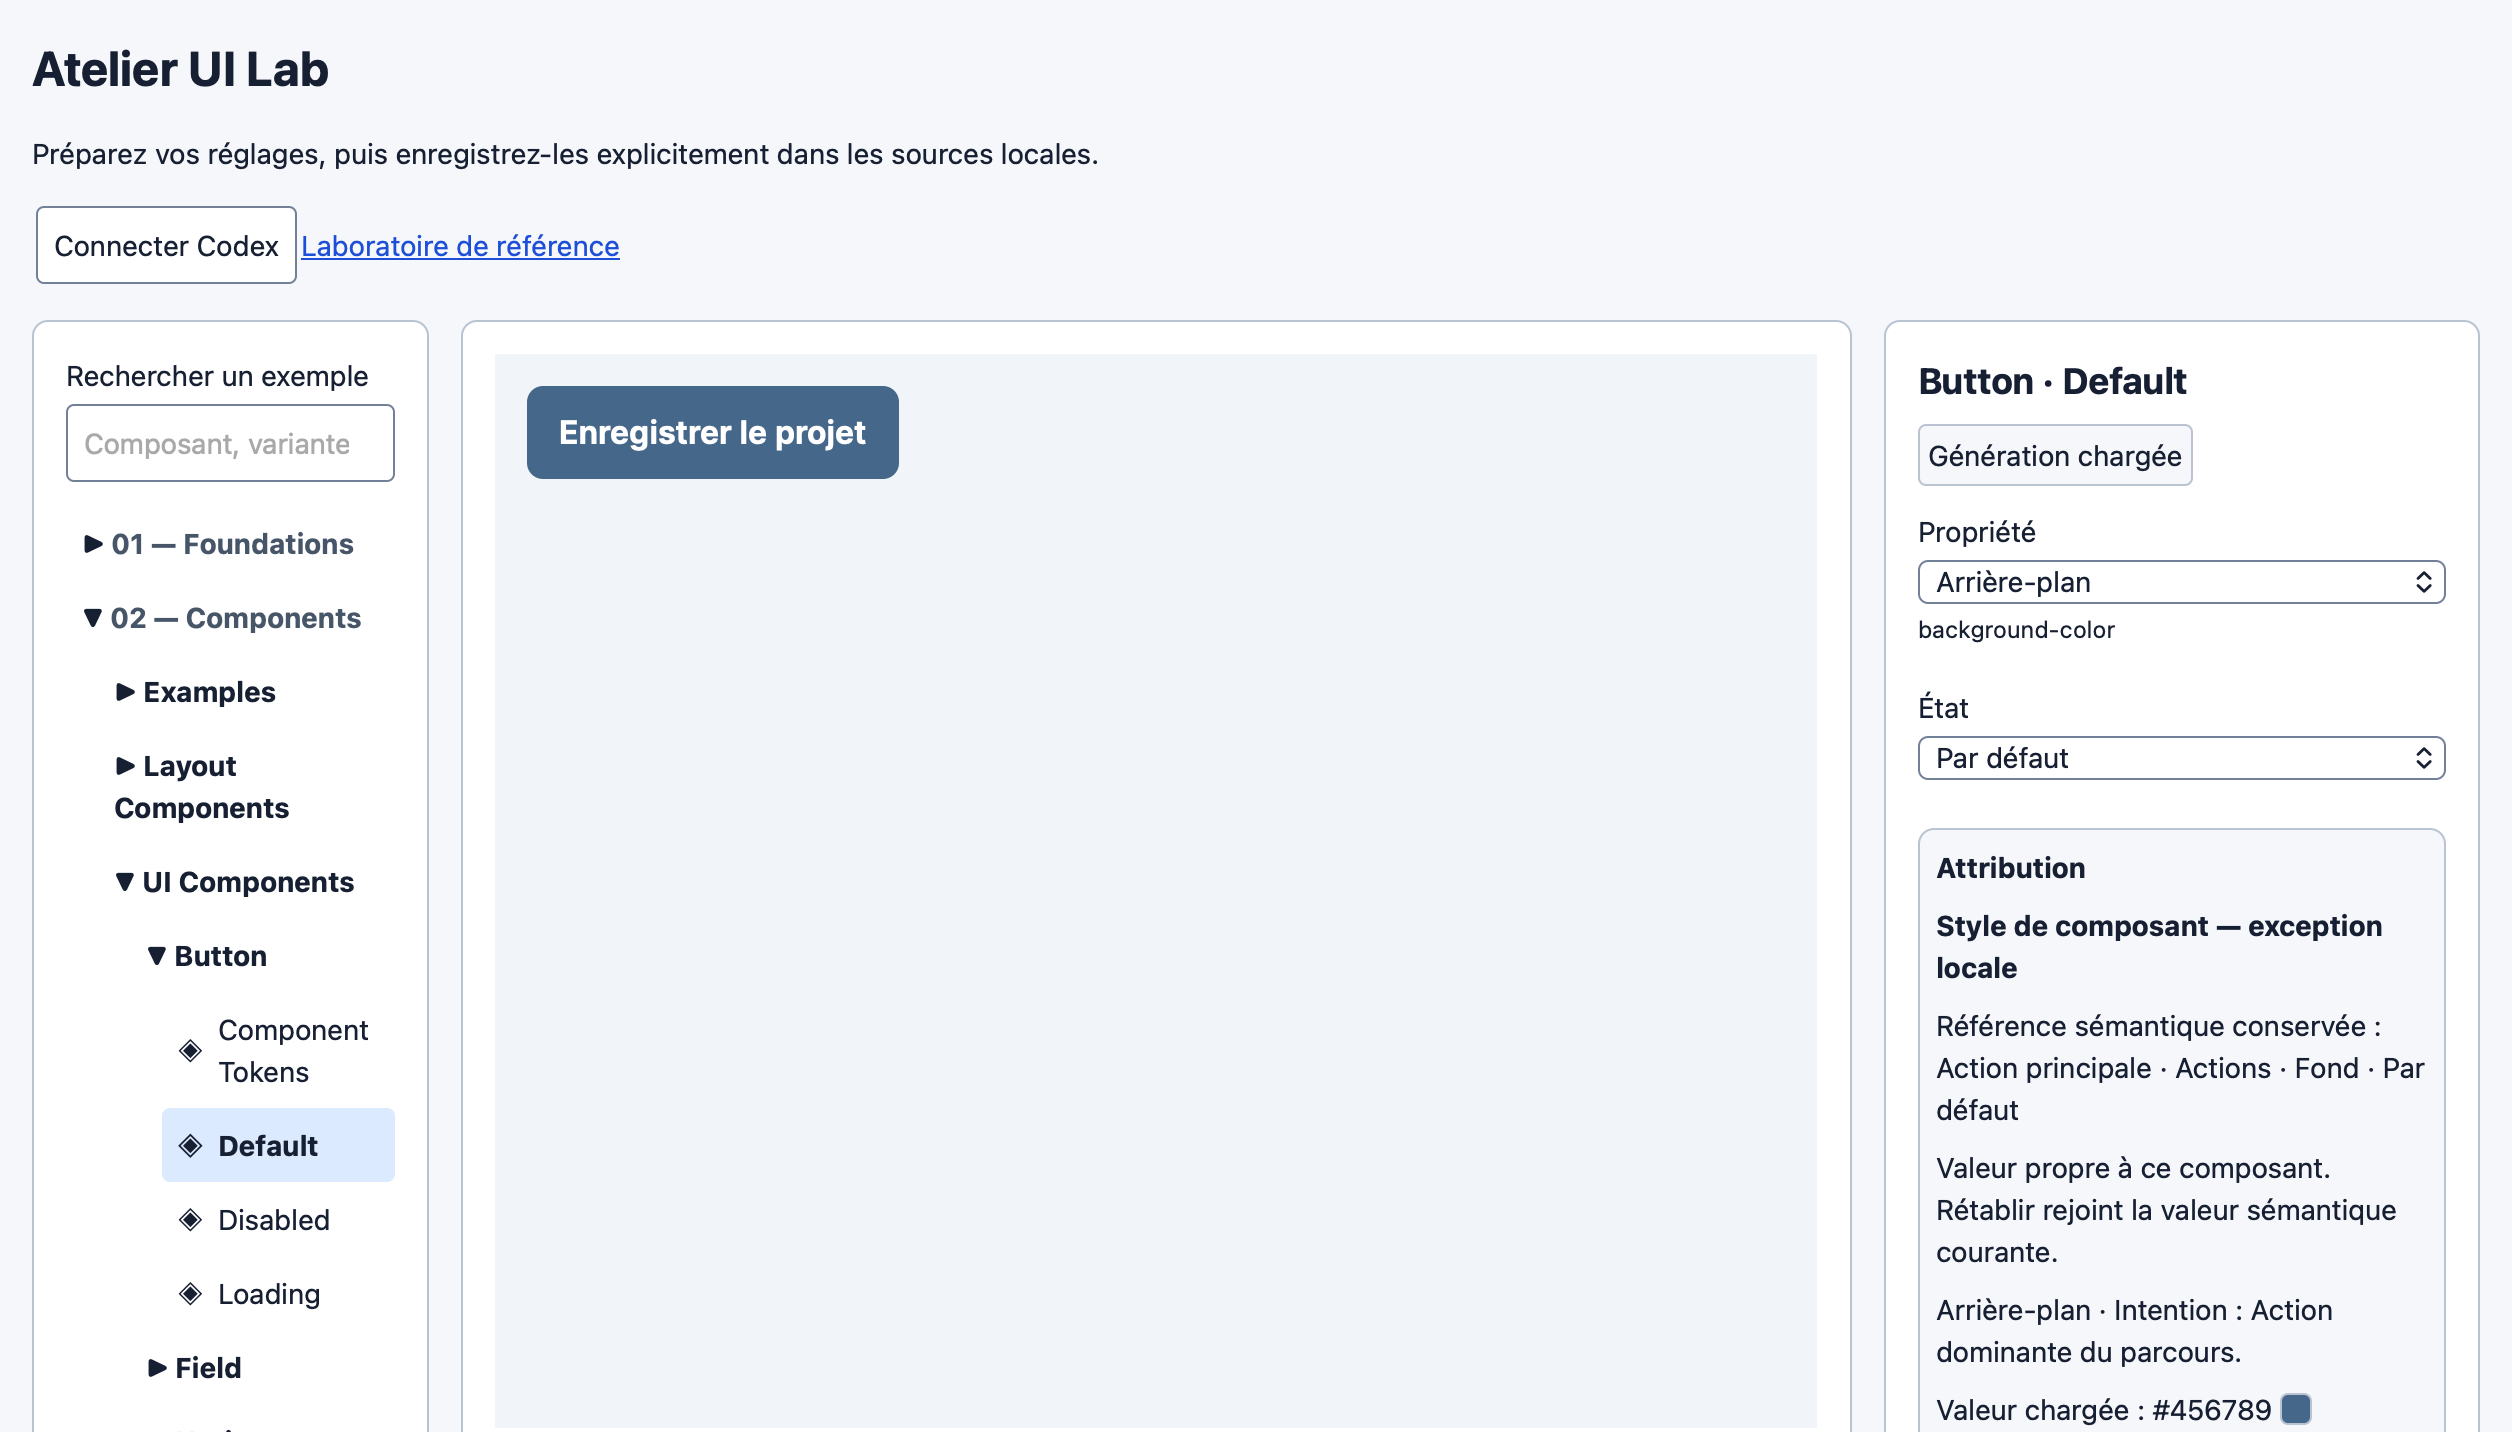 Atelier UI Lab
Préparez vos réglages, puis enregistrez-les explicitement dans les sources locales.
Connecter Codex Laboratoire de référence
Rechercher un exemple
Composant, variante
01 — Foundations
02 — Components
Examples
Layout
Components
UI Components
Button
Component
Tokens
Default
Disabled
Loading
Field
Enregistrer le projet
Button · Default
Génération chargée
Propriété
Arrière-plan
background-color
État
Par défaut
Attribution
Style de composant — exception
locale
Référence sémantique conservée :
Action principale · Actions · Fond · Par
défaut
Valeur propre à ce composant.
Rétablir rejoint la valeur sémantique
courante.
Arrière-plan · Intention : Action
dominante du parcours.
Valeur chargée : #456789